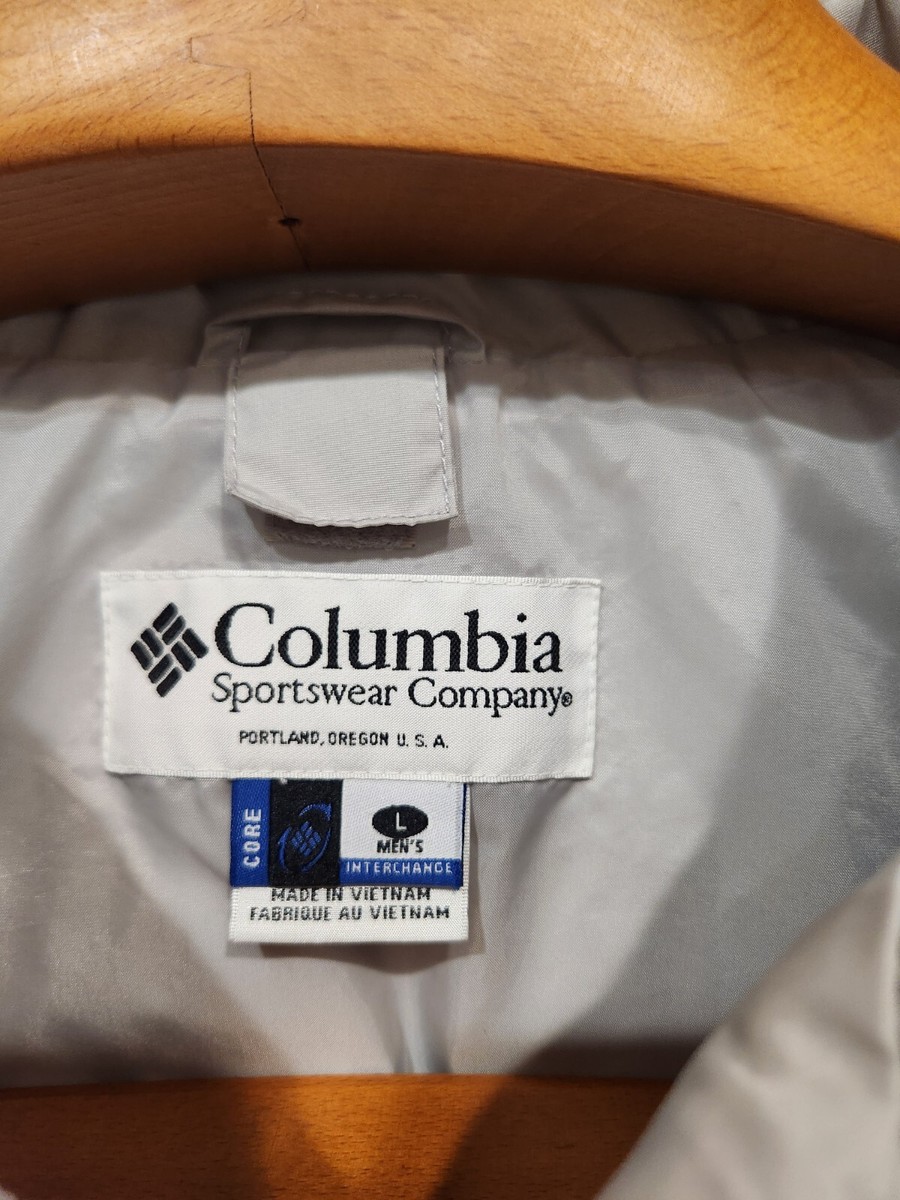 Columbia
Sportswear Company®
PORTLAND, OREGON U. S. A.
CORE
L
MEN'S
INTERCHANGE
MADE IN VIETNAM
FABRIQUE AU VIETNAM